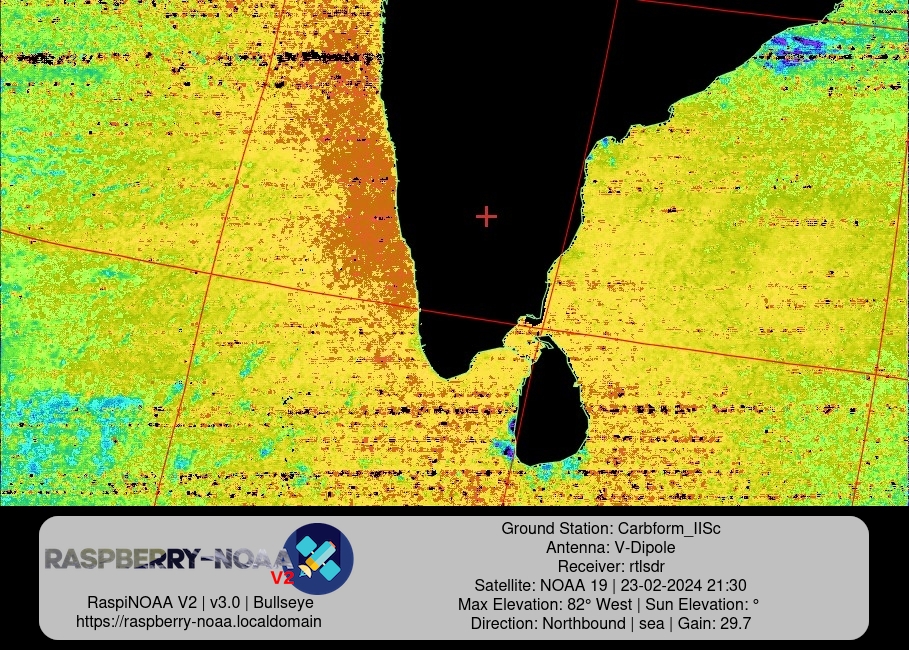 RASPBERRY-NOAA
V2
RaspiNOAA V2 | v3.0 | Bullseye
https://raspberry-noaa.localdomain
Ground Station: Carbform_IISc
Antenna: V-Dipole
Receiver: rtlsdr
Satellite: NOAA 19 | 23-02-2024 21:30
Max Elevation: 82° West | Sun Elevation: °
Direction: Northbound | sea | Gain: 29.7